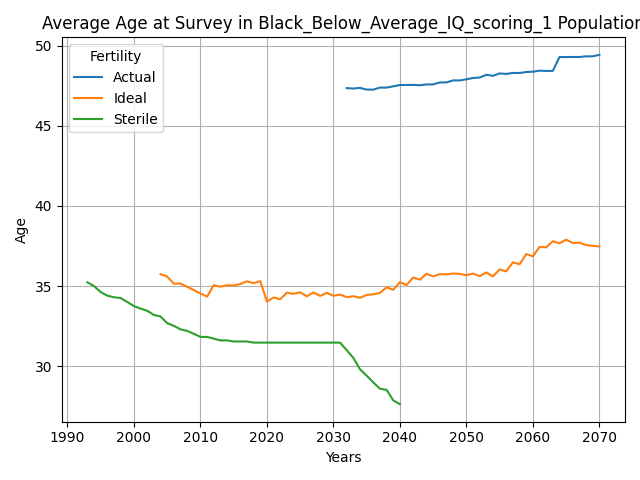 Average Age at Survey in Black_Below_Average_IQ_scoring_1 Population
Fertility
Actual
Ideal
Sterile
50
45
40
35
30
Age
1990 2000 2010 2020 2030 2040 2050 2060 2070
Years